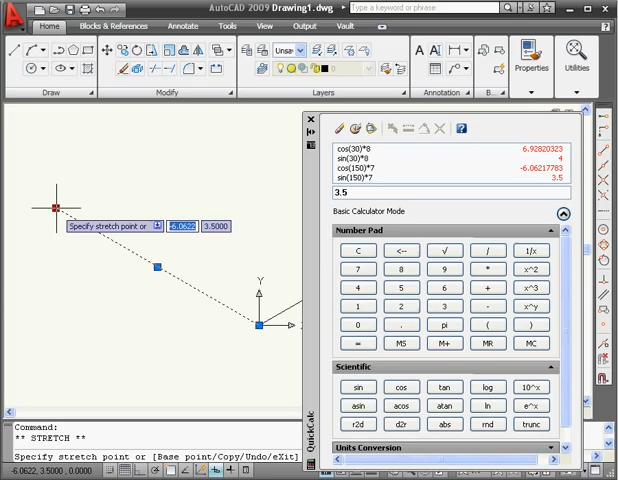 AutoCAD 2009 Drawing1.dwg
Type a keyword or phrase
Home
Blocks & References
Annotate
Tools
View
Output
Vault
Unsa
0
A
A
Properties
Utilities
Draw
Modify
Layers
Annotation
B...
cos(30)*8 6.92820323
sin(30)*8 4
cos(150)*7 -6.06217783
sin(150)*7 3.5
3.5
Basic Calculator Mode
Number Pad
C <-- √ / 1/x
7 8 9 * x^2
4 5 6 + x^3
1 2 3 - x^y
0 . pi ( )
= MS M+ MR MC
Scientific
sin cos tan log 10^x
asin acos atan ln e^x
r2d d2r abs rnd trunc
Units Conversion
QuickCalc
Specify stretch point or -6.0622 3.5000
Y
Command:
** STRETCH **
Specify stretch point or [Base point/Copy/Undo/eXit]
-6.0622, 3.5000, 0.0000